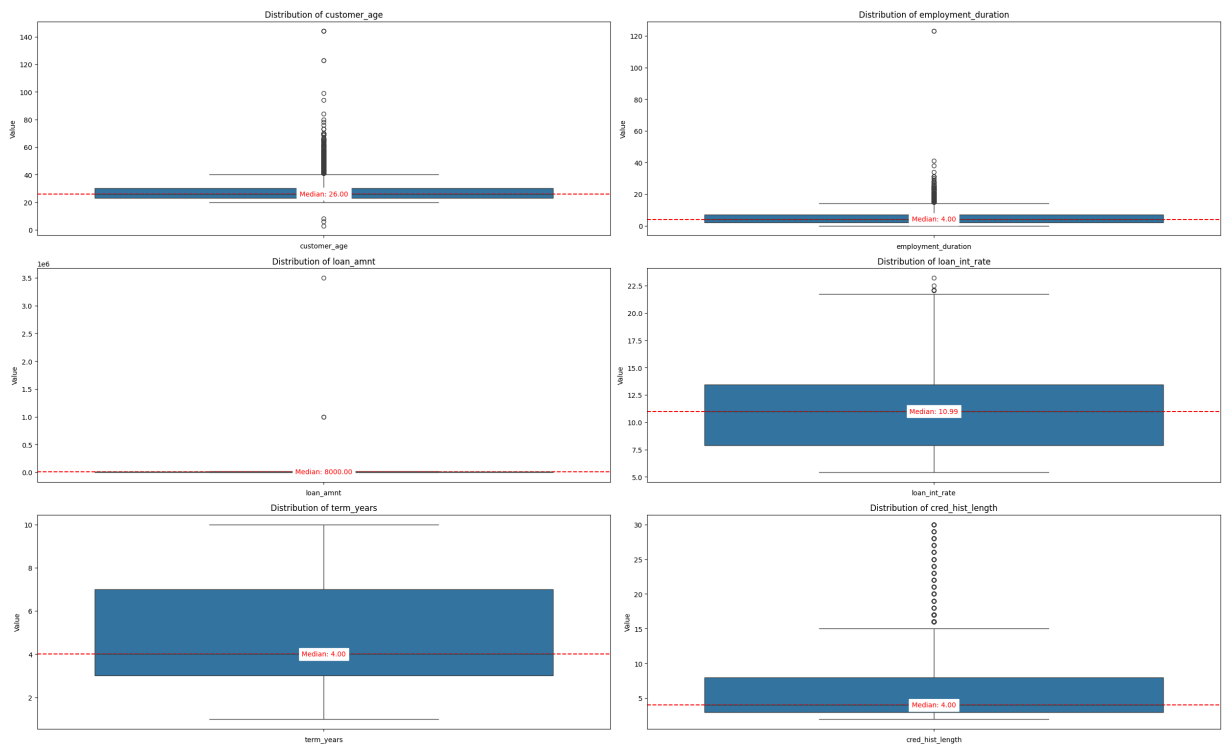 Distribution of customer_age
140
120
100
80
60
40
20
0
Value
Median: 26.00
customer_age
Distribution of employment_duration
120
100
80
60
40
20
0
Value
Median: 4.00
employment_duration
Distribution of loan_amnt
1e6
3.5
3.0
2.5
2.0
1.5
1.0
0.5
0.0
Value
Median: 8000.00
loan_amnt
Distribution of loan_int_rate
22.5
20.0
17.5
15.0
12.5
10.0
7.5
5.0
Value
Median: 10.99
loan_int_rate
Distribution of term_years
10
8
6
4
2
Value
Median: 4.00
term_years
Distribution of cred_hist_length
30
25
20
15
10
5
Value
Median: 4.00
cred_hist_length